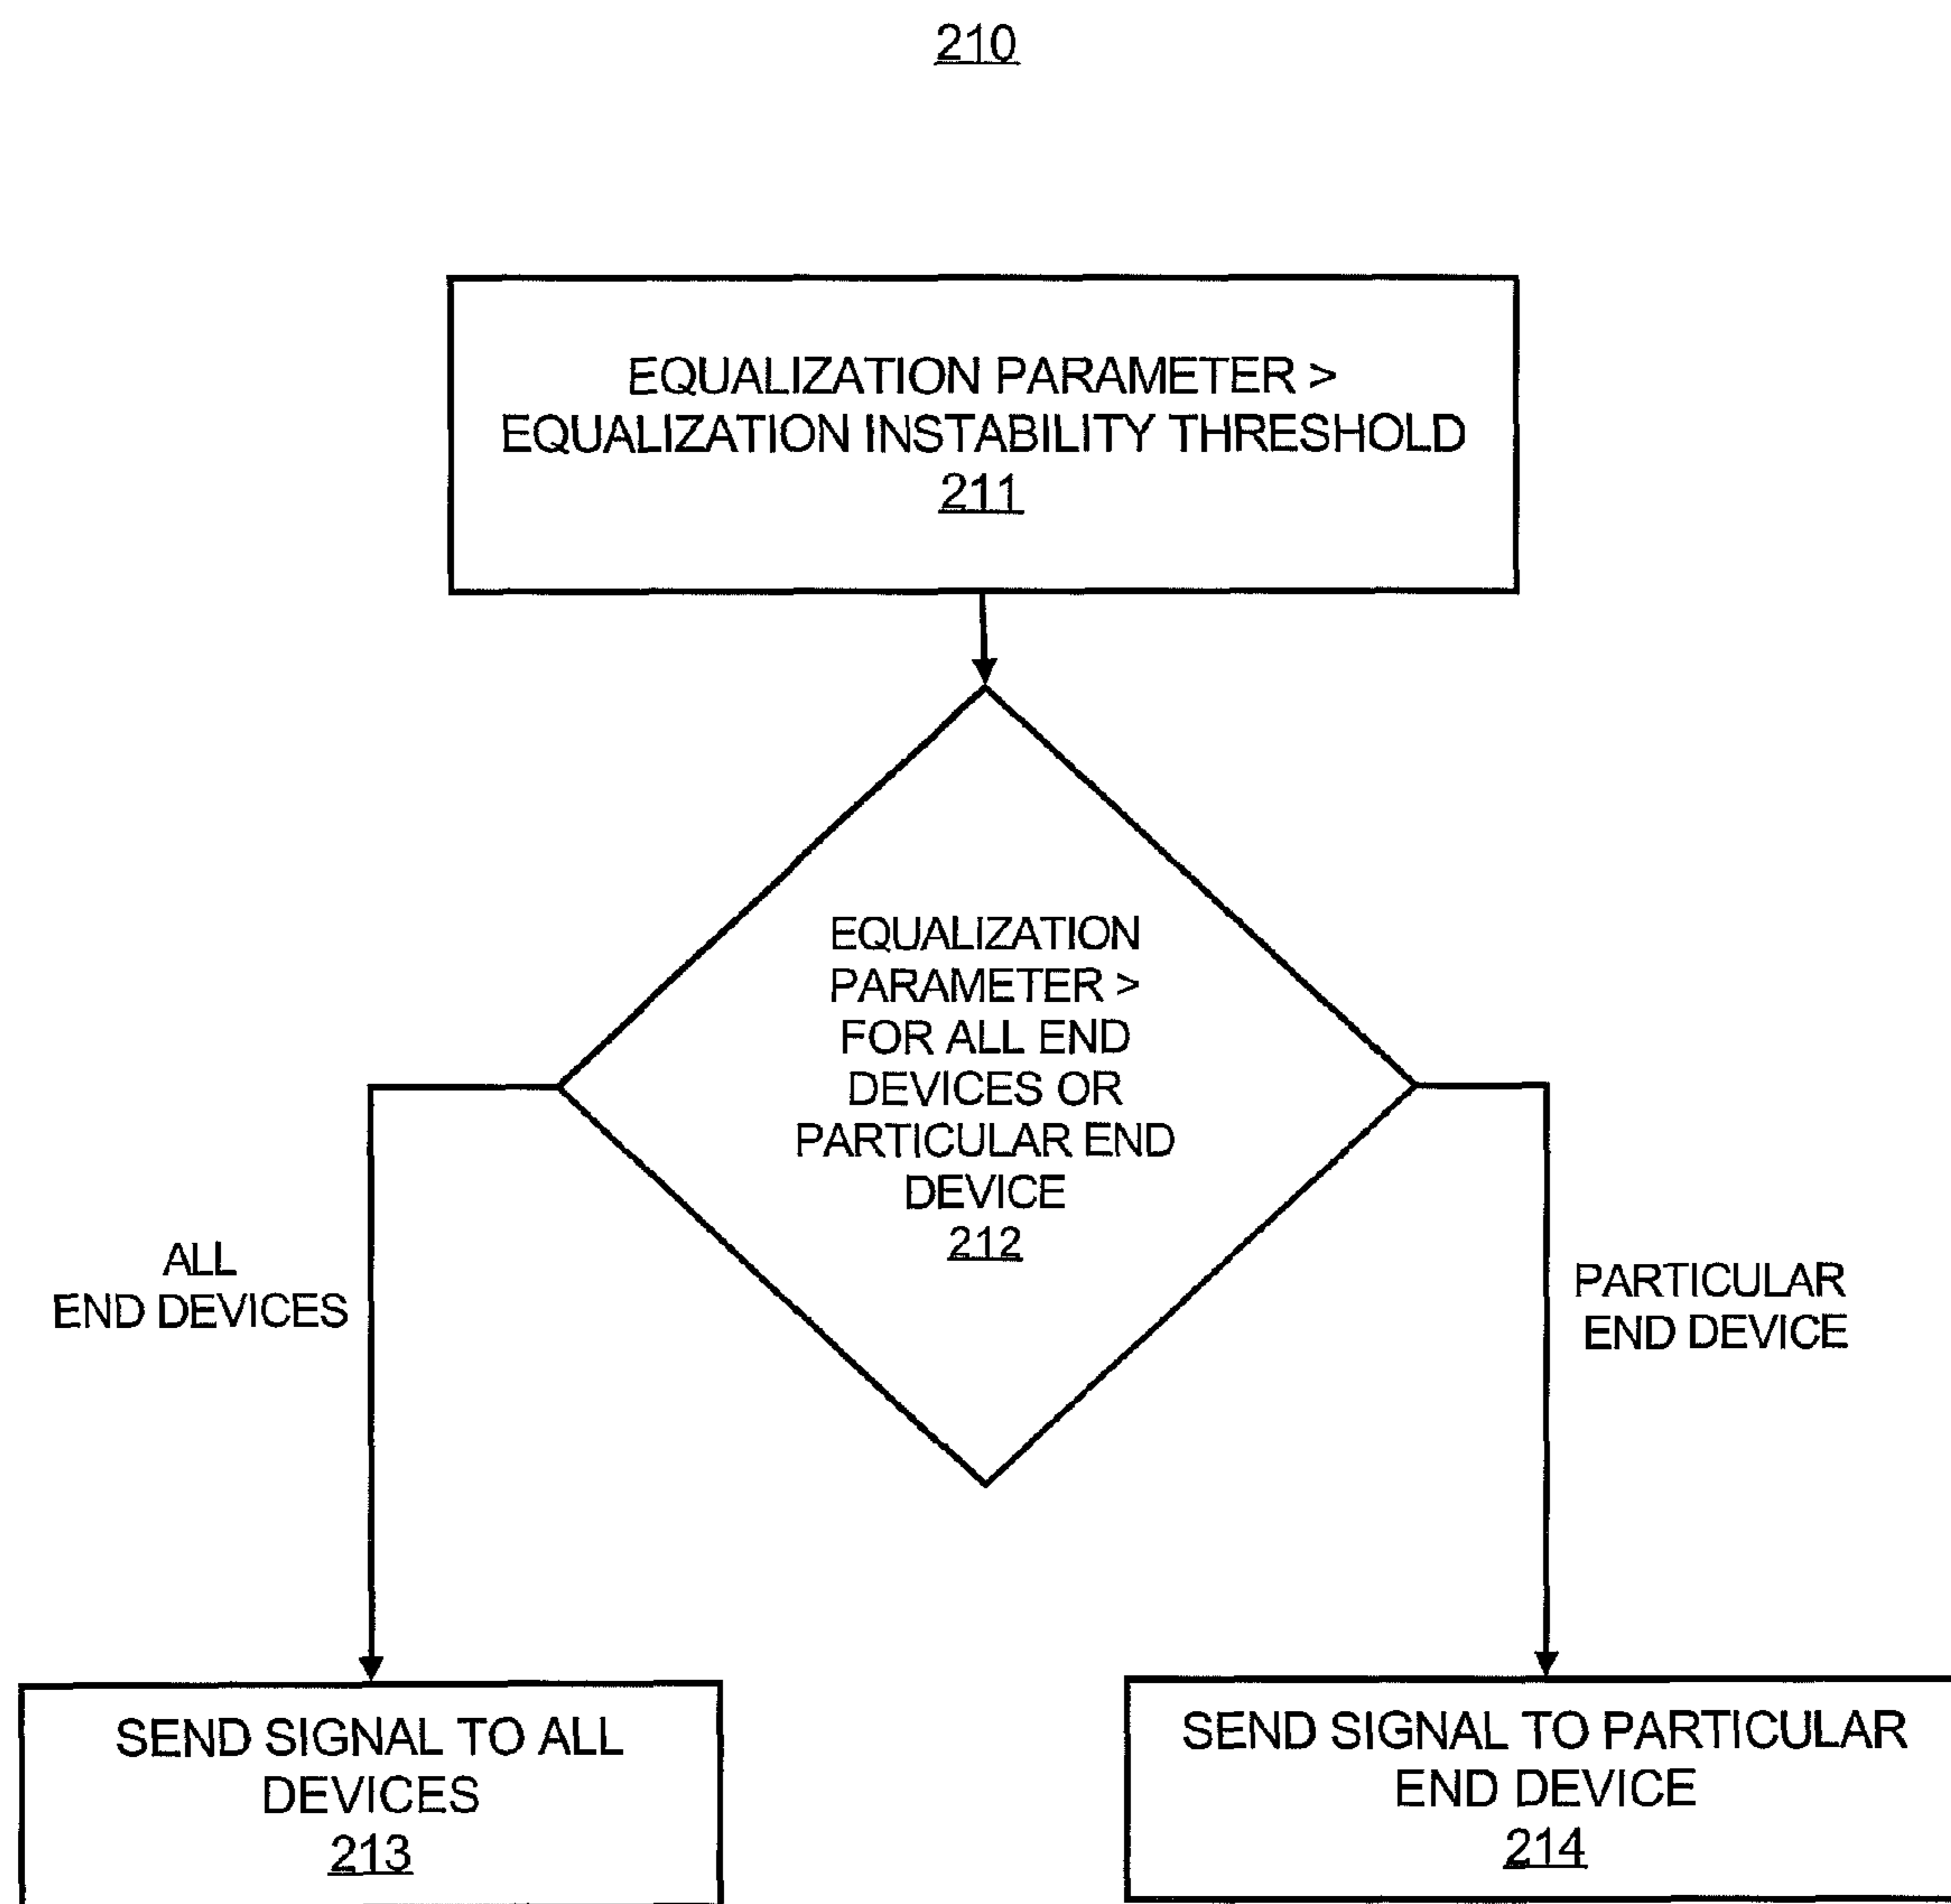 210
EQUALIZATION PARAMETER >
EQUALIZATION INSTABILITY THRESHOLD
211
EQUALIZATION
PARAMETER >
FOR ALL END
DEVICES OR
PARTICULAR END
DEVICE
212
ALL
END DEVICES
PARTICULAR
END DEVICE
SEND SIGNAL TO ALL
DEVICES
213
SEND SIGNAL TO PARTICULAR
END DEVICE
214